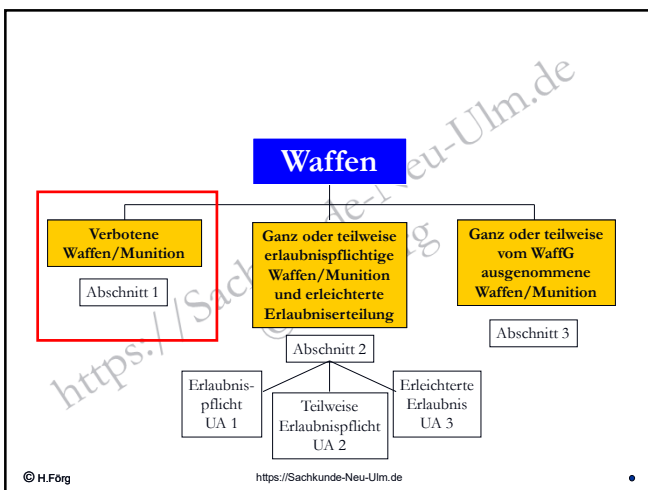 Waffen
Verbotene
Waffen/Munition
Abschnitt 1
Ganz oder teilweise
erlaubnispflichtige
Waffen/Munition
und erleichterte
Erlaubniserteilung
Abschnitt 2
Ganz oder teilweise
vom WaffG
ausgenommene
Waffen/Munition
Abschnitt 3
Erlaubnis-
pflicht
UA 1
Teilweise
Erlaubnispflicht
UA 2
Erleichterte
Erlaubnis
UA 3
https://Sachkunde-Neu-Ulm.de
© H.Förg
https://Sachkunde-Neu-Ulm.de